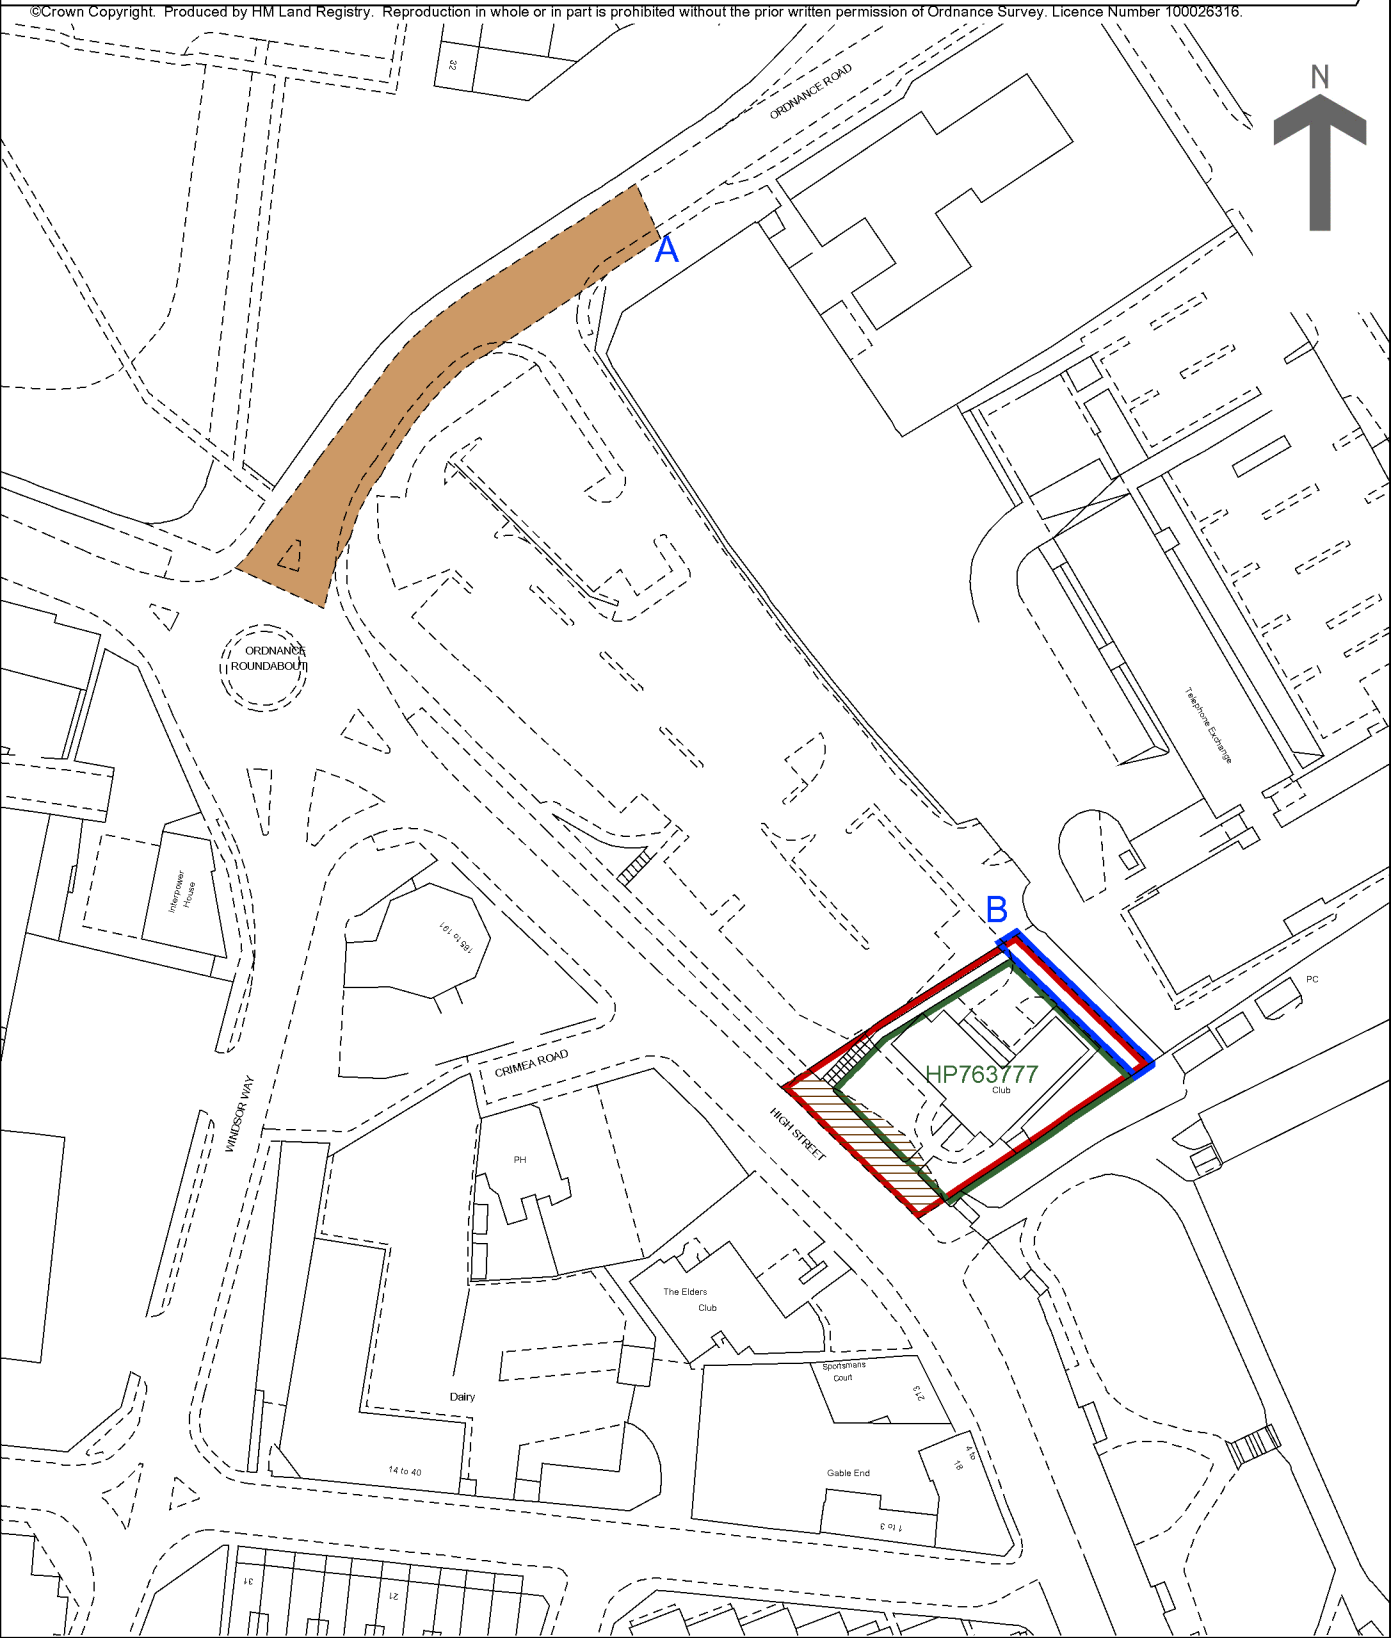 ©Crown Copyright. Produced by HM Land Registry. Reproduction in whole or in part is prohibited without the prior written permission of Ordnance Survey. Licence Number 100026316.
32
ORDNANCE ROAD
N
A
ORDNANCE
ROUNDABOUT
Telephone Exchange
Interpower
House
185 to 191
B
PC
CRIMEA ROAD
HP763777
Club
WINDSOR WAY
HIGH STREET
PH
The Elders
Club
Sportsmans
Court
213
Dairy
14 to 40
Gable End
4 to
18
1 to 3
31
21